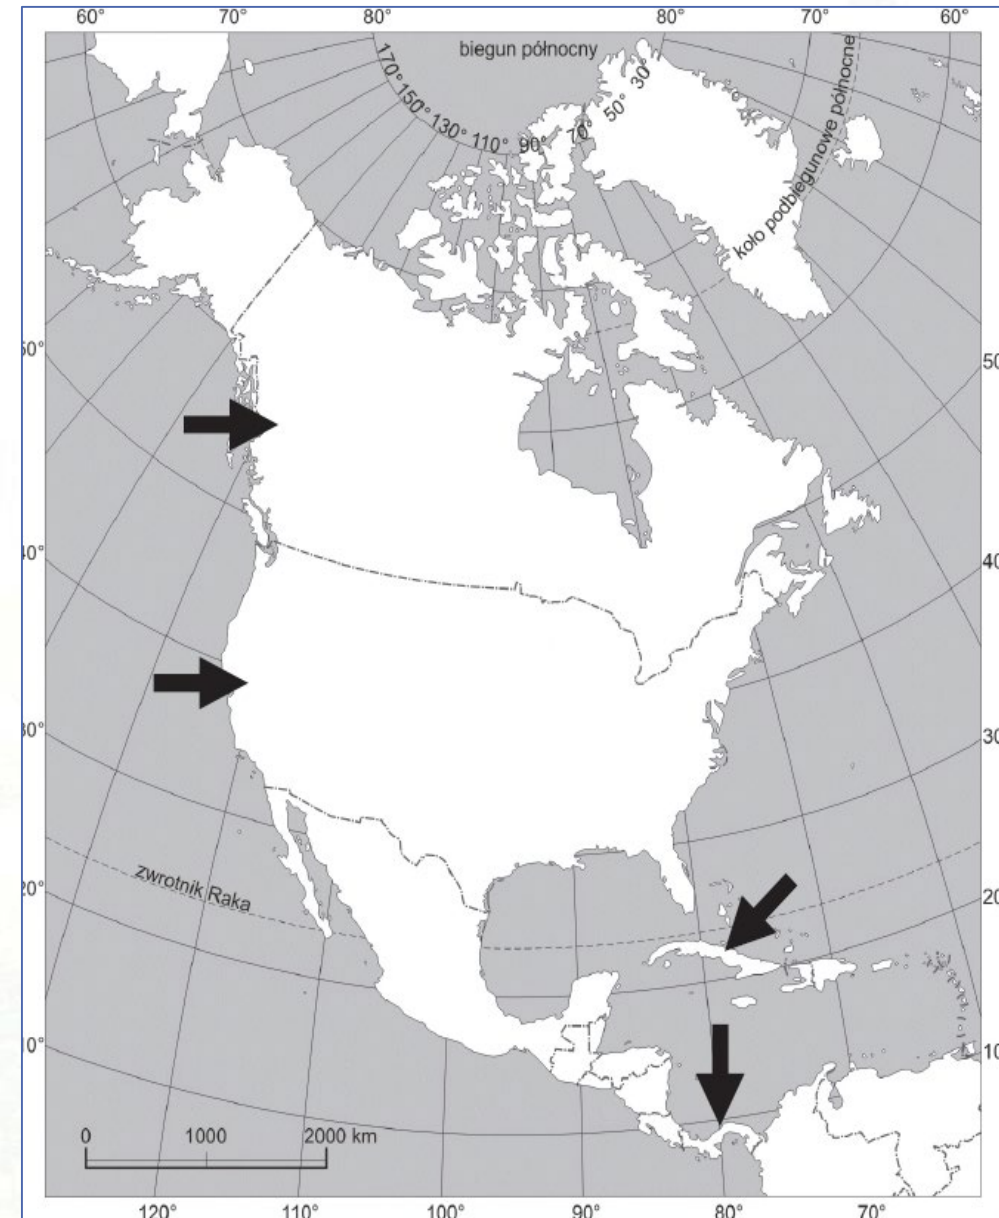 60° 70° 80° 80° 70° 60°
biegun północny
170° 150° 130° 110° 90° 70° 50° 30°
koło podbiegunowe północne
50° 50
40° 40
30° 30
zwrotnik Raka
20° 20
10° 10
0 1000 2000 km
120° 110° 100° 90° 80° 70°